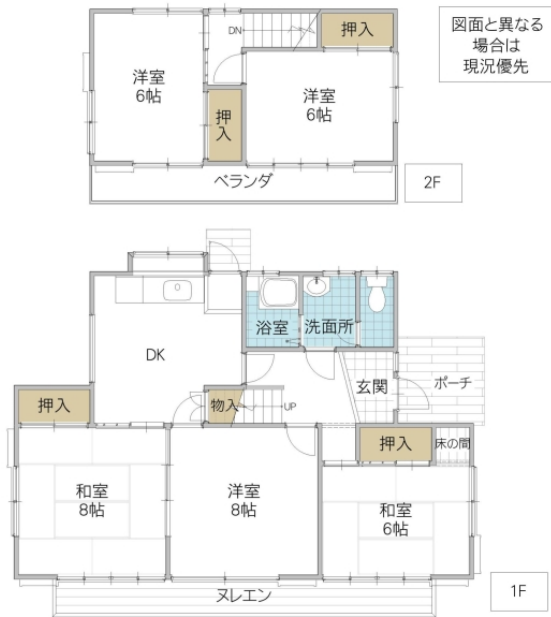 図面と異なる
場合は
現況優先
DN
押入
洋室
6帖
洋室
6帖
押
入
ベランダ
2F
浴室
洗面所
DK
玄関
ポーチ
押入
物入
UP
押入
床の間
和室
8帖
洋室
8帖
和室
6帖
ヌレエン
1F